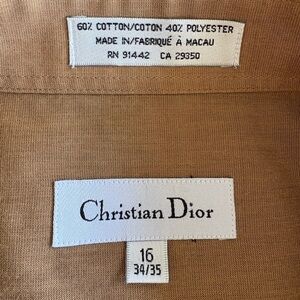 60% COTTON/COTON 40% POLYESTER
MADE IN/FABRIQUÉ À MACAU
RN 91442 CA 29350
Christian Dior
16
34/35